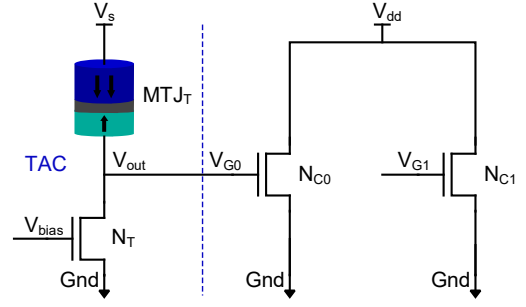 Vs
Vdd
MTJT
TAC
Vout
VG0
NC0
VG1
NC1
Vbias
NT
Gnd
Gnd
Gnd